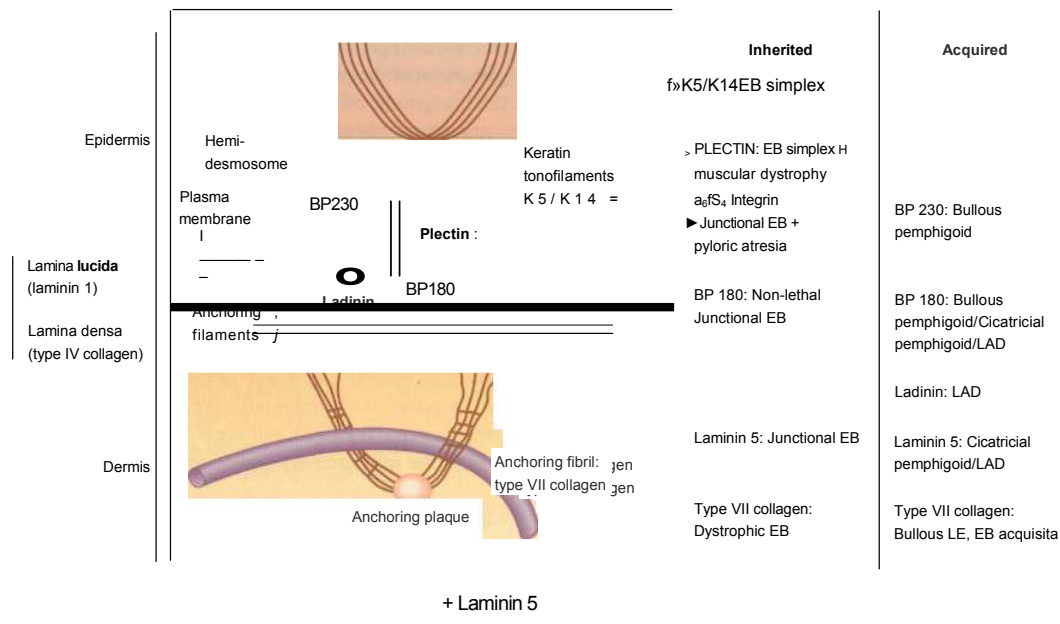 Inherited
Acquired
f»K5/K14EB simplex
Epidermis
Hemi-
desmosome
Keratin
tonofilaments
K 5 / K 1 4 =
> PLECTIN: EB simplex H
muscular dystrophy
a₆fS₄ Integrin
►Junctional EB +
pyloric atresia
Plasma
membrane
l
BP230
Plectin :
BP 230: Bullous
pemphigoid
Lamina lucida
(laminin 1)
Ladinin
BP180
BP 180: Non-lethal
Junctional EB
BP 180: Bullous
pemphigoid/Cicatricial
pemphigoid/LAD
Lamina densa
(type IV collagen)
Anchoring ;
filaments j
Ladinin: LAD
Laminin 5: Junctional EB
Laminin 5: Cicatricial
pemphigoid/LAD
Dermis
Anchoring fibril:
type VII collagen
gen
gen
Anchoring plaque
Type VII collagen:
Dystrophic EB
Type VII collagen:
Bullous LE, EB acquisita
+ Laminin 5